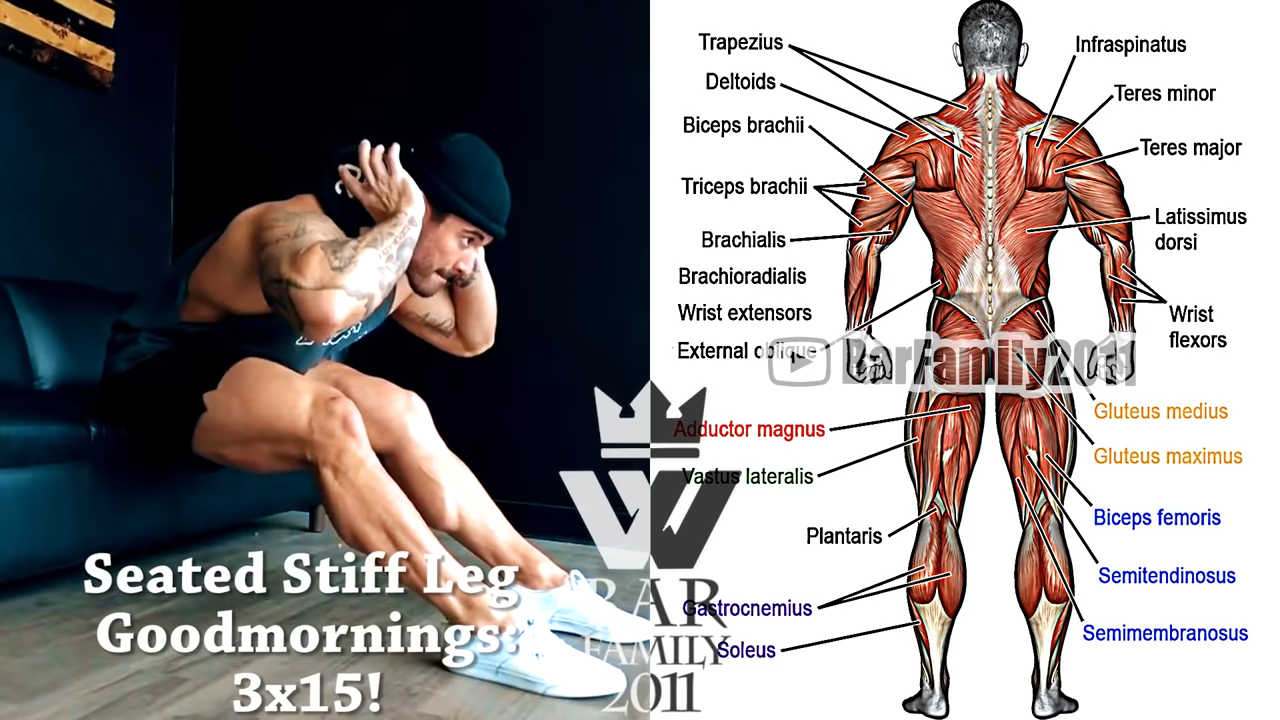 Seated Stiff Leg
Goodmornings:
3x15!
BAR
FAMILY
2011
BarFamily2011
Trapezius
Deltoids
Biceps brachii
Triceps brachii
Brachialis
Brachioradialis
Wrist extensors
External oblique
Adductor magnus
Vastus lateralis
Plantaris
Gastrocnemius
Soleus
Infraspinatus
Teres minor
Teres major
Latissimus
dorsi
Wrist
flexors
Gluteus medius
Gluteus maximus
Biceps femoris
Semitendinosus
Semimembranosus